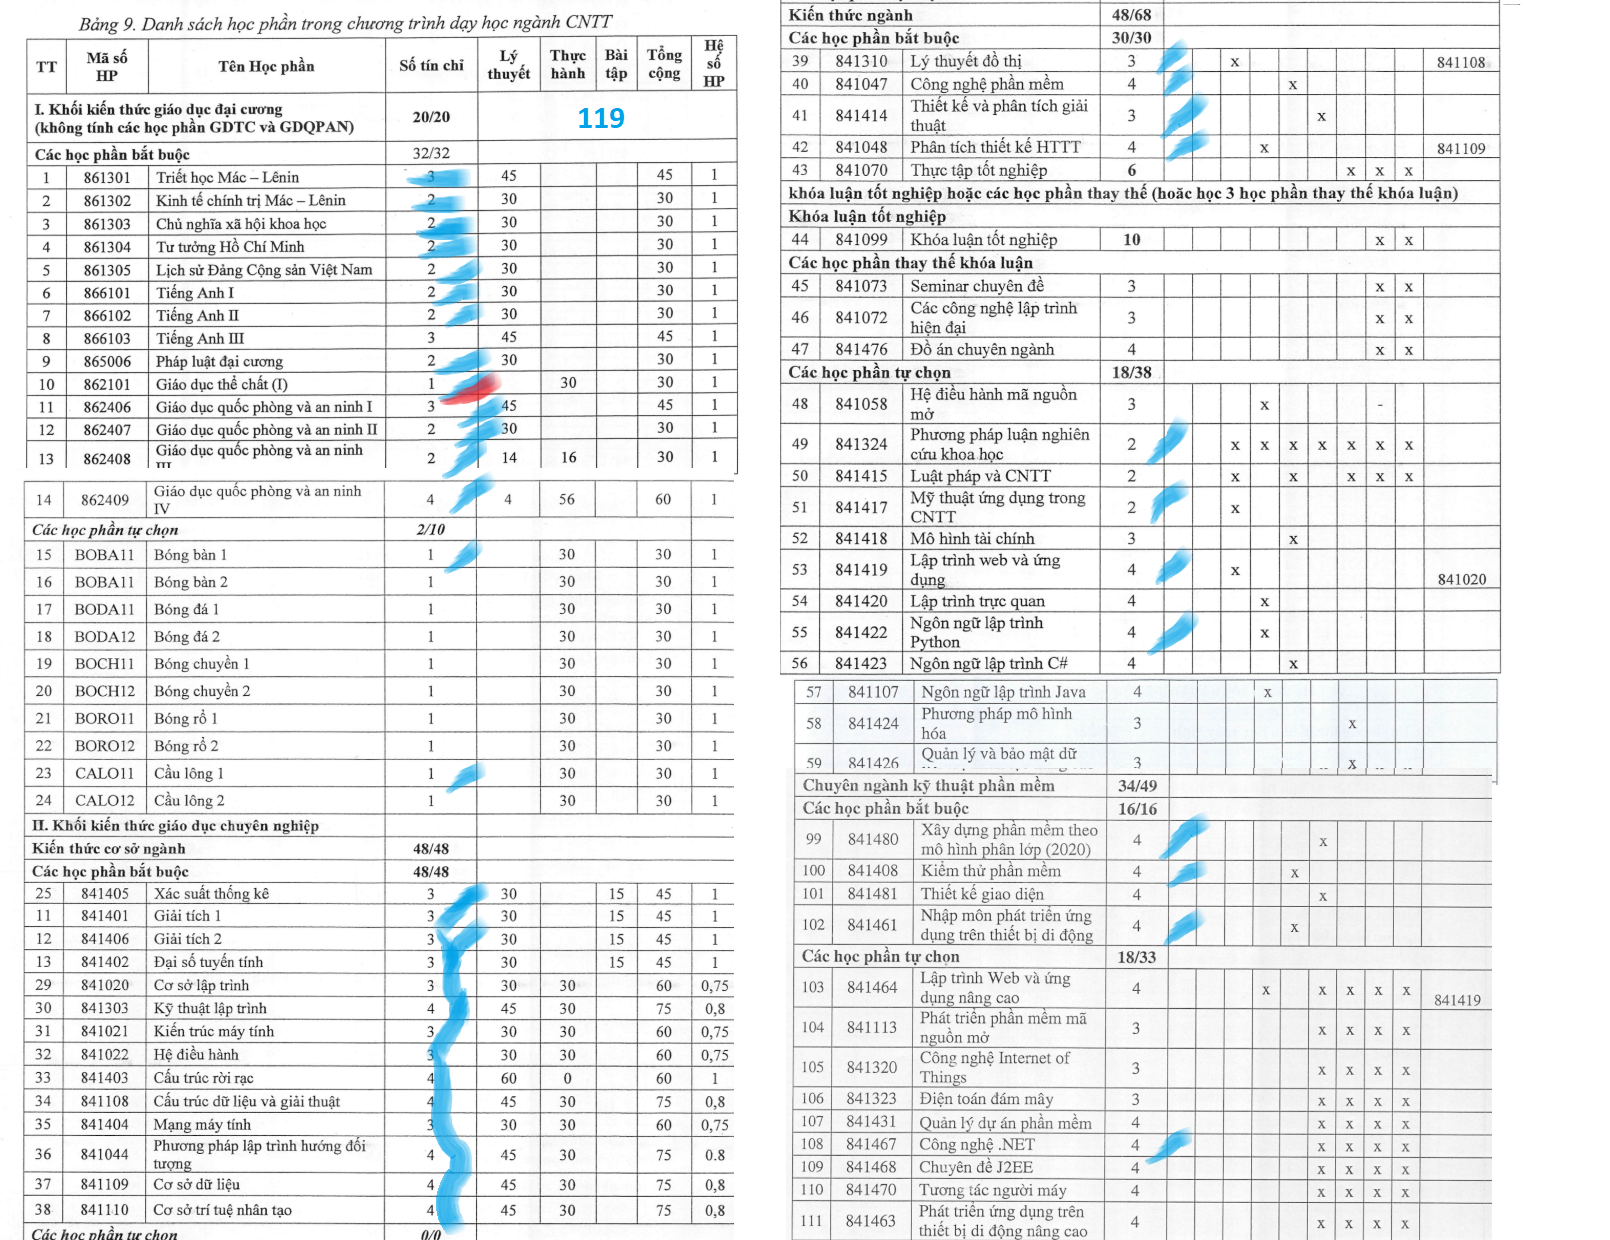 Bảng 9. Danh sách học phần trong chương trình dạy học ngành CNTT
TT Mã số HP Tên Học phần Số tín chỉ Lý thuyết Thực hành Bài tập Tổng cộng Hệ số HP
I. Khối kiến thức giáo dục đại cương
(không tính các học phần GDTC và GDQPAN) 20/20 119
Các học phần bắt buộc 32/32
1 861301 Triết học Mác – Lênin 3 45 45 1
2 861302 Kinh tế chính trị Mác – Lênin 2 30 30 1
3 861303 Chủ nghĩa xã hội khoa học 2 30 30 1
4 861304 Tư tưởng Hồ Chí Minh 2 30 30 1
5 861305 Lịch sử Đảng Cộng sản Việt Nam 2 30 30 1
6 866101 Tiếng Anh I 2 30 30 1
7 866102 Tiếng Anh II 2 30 30 1
8 866103 Tiếng Anh III 3 45 45 1
9 865006 Pháp luật đại cương 2 30 30 1
10 862101 Giáo dục thể chất (I) 1 30 30 1
11 862406 Giáo dục quốc phòng và an ninh I 3 45 45 1
12 862407 Giáo dục quốc phòng và an ninh II 2 30 30 1
13 862408 Giáo dục quốc phòng và an ninh III 2 14 16 30 1
14 862409 Giáo dục quốc phòng và an ninh IV 4 4 56 60 1
Các học phần tự chọn 2/10
15 BOBA11 Bóng bàn 1 1 30 30 1
16 BOBA11 Bóng bàn 2 1 30 30 1
17 BODA11 Bóng đá 1 1 30 30 1
18 BODA12 Bóng đá 2 1 30 30 1
19 BOCH11 Bóng chuyền 1 1 30 30 1
20 BOCH12 Bóng chuyền 2 1 30 30 1
21 BORO11 Bóng rổ 1 1 30 30 1
22 BORO12 Bóng rổ 2 1 30 30 1
23 CALO11 Cầu lông 1 1 30 30 1
24 CALO12 Cầu lông 2 1 30 30 1
II. Khối kiến thức giáo dục chuyên nghiệp
Kiến thức cơ sở ngành 48/48
Các học phần bắt buộc 48/48
25 841405 Xác suất thống kê 3 30 15 45 1
11 841401 Giải tích 1 3 30 15 45 1
12 841406 Giải tích 2 3 30 15 45 1
13 841402 Đại số tuyến tính 3 30 15 45 1
29 841020 Cơ sở lập trình 3 30 30 60 0,75
30 841303 Kỹ thuật lập trình 4 45 30 75 0,8
31 841021 Kiến trúc máy tính 3 30 30 60 0,75
32 841022 Hệ điều hành 3 30 30 60 0,75
33 841403 Cấu trúc rời rạc 4 60 0 60 1
34 841108 Cấu trúc dữ liệu và giải thuật 4 45 30 75 0,8
35 841404 Mạng máy tính 3 30 30 60 0,75
36 841044 Phương pháp lập trình hướng đối tượng 4 45 30 75 0.8
37 841109 Cơ sở dữ liệu 4 45 30 75 0,8
38 841110 Cơ sở trí tuệ nhân tạo 4 45 30 75 0,8
Các học phần tự chọn 0/0
Kiến thức ngành 48/68
Các học phần bắt buộc 30/30
39 841310 Lý thuyết đồ thị 3 x 841108
40 841047 Công nghệ phần mềm 4 x
41 841414 Thiết kế và phân tích giải thuật 3 x
42 841048 Phân tích thiết kế HTTT 4 x 841109
43 841070 Thực tập tốt nghiệp 6 x x x
khóa luận tốt nghiệp hoặc các học phần thay thế (hoặc học 3 học phần thay thế khóa luận)
Khóa luận tốt nghiệp
44 841099 Khóa luận tốt nghiệp 10 x x
Các học phần thay thế khóa luận
45 841073 Seminar chuyên đề 3 x x
46 841072 Các công nghệ lập trình hiện đại 3 x x
47 841476 Đồ án chuyên ngành 4 x x
Các học phần tự chọn 18/38
48 841058 Hệ điều hành mã nguồn mở 3 x -
49 841324 Phương pháp luận nghiên cứu khoa học 2 x x x x x x x
50 841415 Luật pháp và CNTT 2 x x x x x
51 841417 Mỹ thuật ứng dụng trong CNTT 2 x
52 841418 Mô hình tài chính 3 x
53 841419 Lập trình web và ứng dụng 4 x 841020
54 841420 Lập trình trực quan 4 x
55 841422 Ngôn ngữ lập trình Python 4 x
56 841423 Ngôn ngữ lập trình C# 4 x
57 841107 Ngôn ngữ lập trình Java 4 x
58 841424 Phương pháp mô hình hóa 3 x
59 841426 Quản lý và bảo mật dữ 3 x
Chuyên ngành kỹ thuật phần mềm 34/49
Các học phần bắt buộc 16/16
99 841480 Xây dựng phần mềm theo mô hình phân lớp (2020) 4 x
100 841408 Kiểm thử phần mềm 4 x
101 841481 Thiết kế giao diện 4 x
102 841461 Nhập môn phát triển ứng dụng trên thiết bị di động 4 x
Các học phần tự chọn 18/33
103 841464 Lập trình Web và ứng dụng nâng cao 4 x x x x x 841419
104 841113 Phát triển phần mềm mã nguồn mở 3 x x x x
105 841320 Công nghệ Internet of Things 3 x x x x
106 841323 Điện toán đám mây 3 x x x x
107 841431 Quản lý dự án phần mềm 4 x x x x
108 841467 Công nghệ .NET 4 x x x x
109 841468 Chuyên đề J2EE 4 x x x x
110 841470 Tương tác người máy 4 x x x x
111 841463 Phát triển ứng dụng trên thiết bị di động nâng cao 4 x x x x